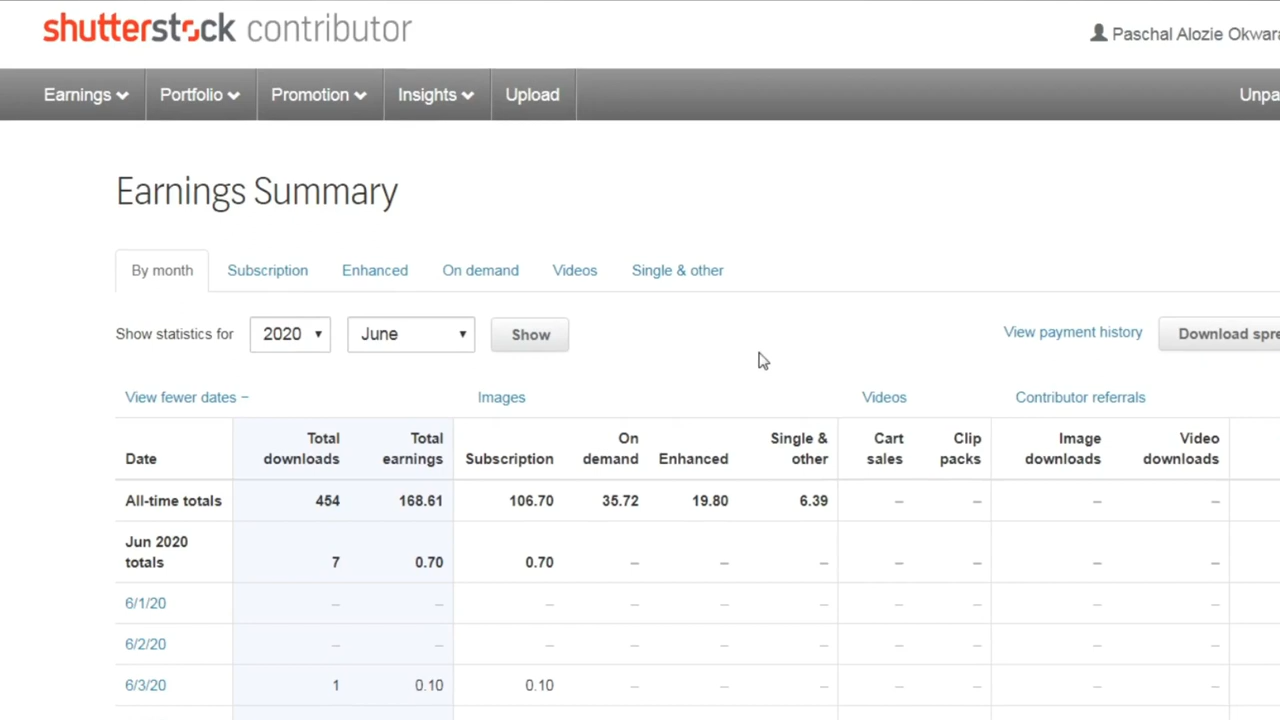 shutterstock contributor
Paschal Alozie Okwara
Earnings Portfolio Promotion Insights Upload Unpa
Earnings Summary
By month Subscription Enhanced On demand Videos Single & other
Show statistics for 2020 June Show View payment history Download spre
View fewer dates − Images Videos Contributor referrals
Date Total downloads Total earnings Subscription On demand Enhanced Single & other Cart sales Clip packs Image downloads Video downloads
All-time totals 454 168.61 106.70 35.72 19.80 6.39 – – – –
Jun 2020 totals 7 0.70 0.70 – – – – – – –
6/1/20 – – – – – – – – – –
6/2/20 – – – – – – – – – –
6/3/20 1 0.10 0.10 – – – – – – –